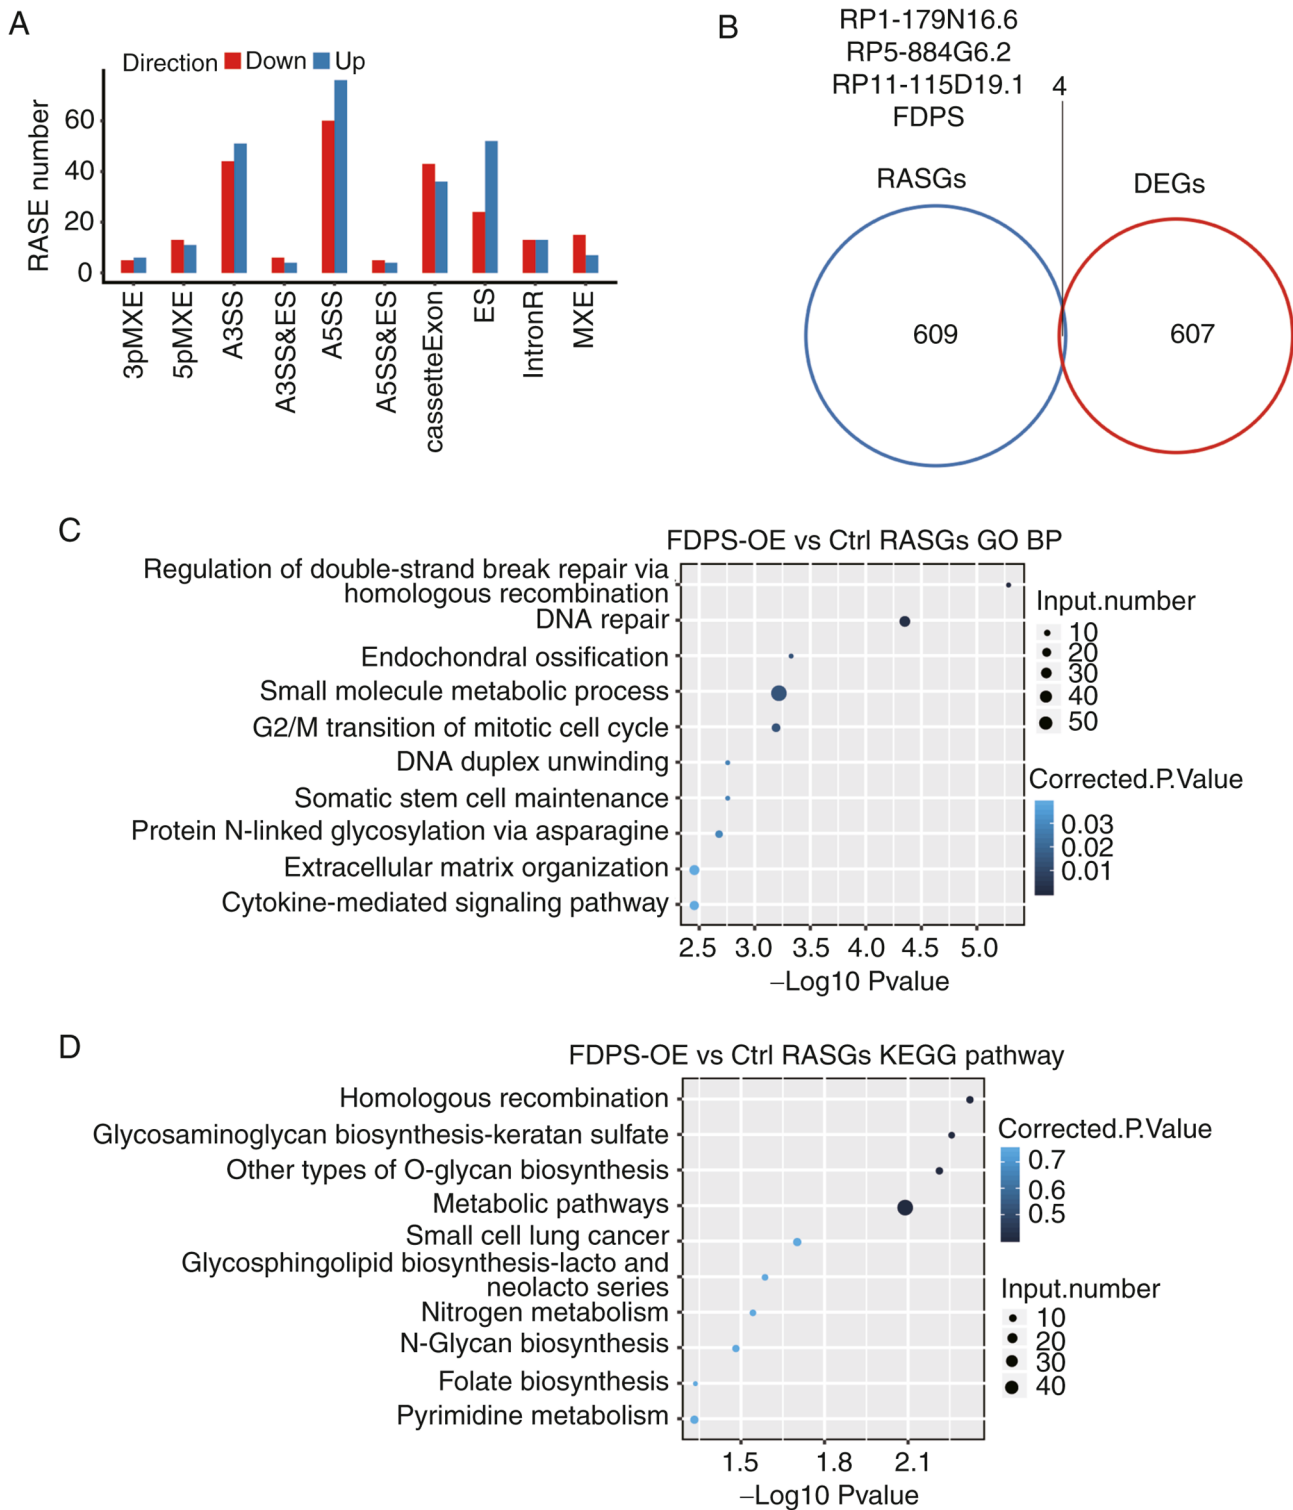 A
Direction Down Up
RASE number
60
40
20
0
3pMXE
5pMXE
A3SS
A3SS&ES
A5SS
A5SS&ES
cassetteExon
ES
IntronR
MXE
B
RP1-179N16.6
RP5-884G6.2
RP11-115D19.1 4
FDPS
RASGs
DEGs
609
607
C
FDPS-OE vs Ctrl RASGs GO BP
Regulation of double-strand break repair via
homologous recombination
DNA repair
Endochondral ossification
Small molecule metabolic process
G2/M transition of mitotic cell cycle
DNA duplex unwinding
Somatic stem cell maintenance
Protein N-linked glycosylation via asparagine
Extracellular matrix organization
Cytokine-mediated signaling pathway
2.5 3.0 3.5 4.0 4.5 5.0
–Log10 Pvalue
Input.number
10
20
30
40
50
Corrected.P.Value
0.03
0.02
0.01
D
FDPS-OE vs Ctrl RASGs KEGG pathway
Homologous recombination
Glycosaminoglycan biosynthesis-keratan sulfate
Other types of O-glycan biosynthesis
Metabolic pathways
Small cell lung cancer
Glycosphingolipid biosynthesis-lacto and
neolacto series
Nitrogen metabolism
N-Glycan biosynthesis
Folate biosynthesis
Pyrimidine metabolism
1.5 1.8 2.1
–Log10 Pvalue
Corrected.P.Value
0.7
0.6
0.5
Input.number
10
20
30
40